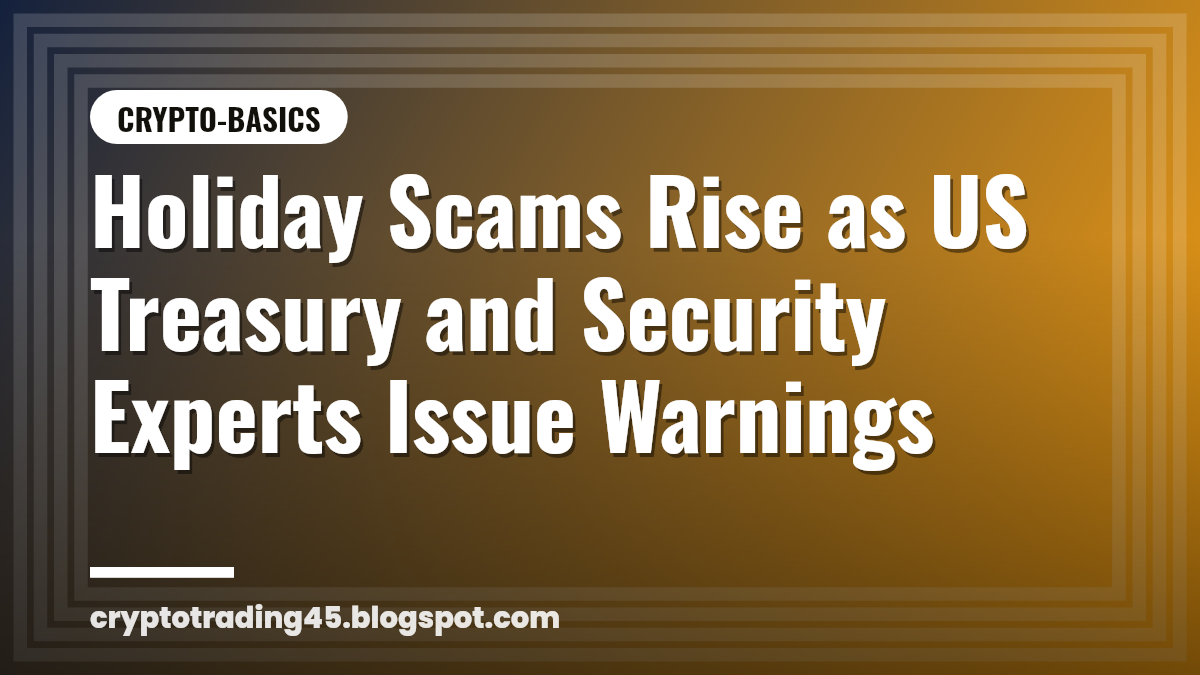 CRYPTO-BASICS
Holiday Scams Rise as US
Treasury and Security
Experts Issue Warnings
cryptotrading45.blogspot.com